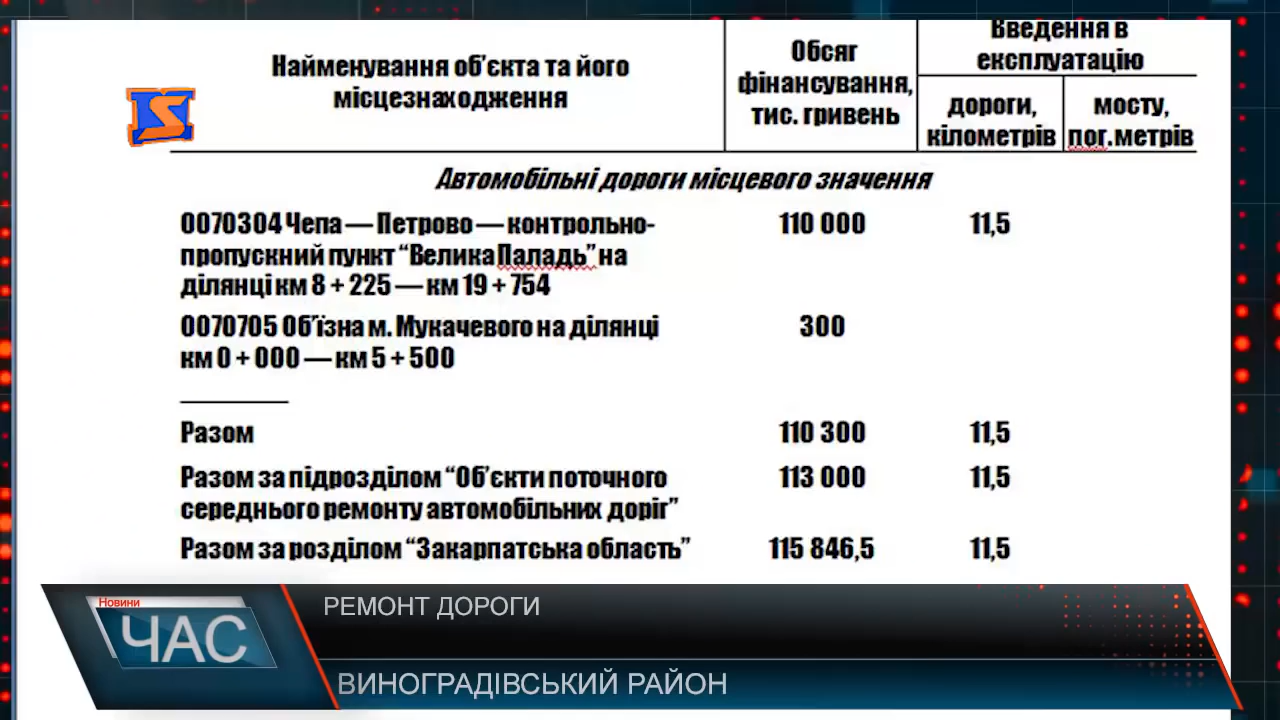 Найменування об’єкта та його
місцезнаходження
Обсяг
фінансування,
тис. гривень
Введення в
експлуатацію
дороги,
кілометрів
мосту,
пог.метрів
Автомобільні дороги місцевого значення
0070304 Чепа — Петрово — контрольно-
пропускний пункт “Велика Паладь” на
ділянці км 8 + 225 — км 19 + 754
110 000
11,5
0070705 Об’їзна м. Мукачевого на ділянці
км 0 + 000 — км 5 + 500
300
Разом
110 300
11,5
Разом за підрозділом “Об’єкти поточного
середнього ремонту автомобільних доріг”
113 000
11,5
Разом за розділом “Закарпатська область”
115 846,5
11,5
Новини
ЧАС
РЕМОНТ ДОРОГИ
ВИНОГРАДІВСЬКИЙ РАЙОН